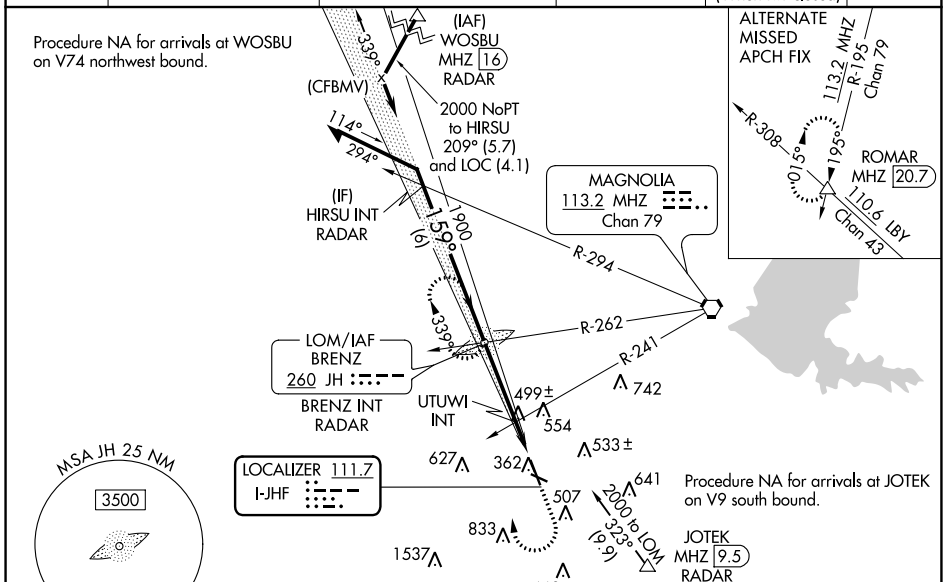 Procedure NA for arrivals at WOSBU
on V74 northwest bound.
(IAF)
WOSBU
MHZ 16
RADAR
339°
(CFBMV)
2000 NoPT
to HIRSU
209° (5.7)
and LOC (4.1)
114°
294°
(IF)
HIRSU INT
RADAR
1900
159°
(6)
MAGNOLIA
113.2 MHZ
Chan 79
R-294
R-262
R-241
339°
LOM/IAF
BRENZ
260 JH
BRENZ INT
RADAR
UTUWI
INT
499±
554
742
533±
627
362
641
507
833
1537
LOCALIZER 111.7
I-JHF
MSA JH 25 NM
3500
Procedure NA for arrivals at JOTEK
on V9 south bound.
2000 to LOM
323°
(9.9)
JOTEK
MHZ 9.5
RADAR
ALTERNATE
MISSED
APCH FIX
113.2 MHZ
R-195
Chan 79
R-308
015°
195°
ROMAR
MHZ 20.7
110.6 LBY
Chan 43